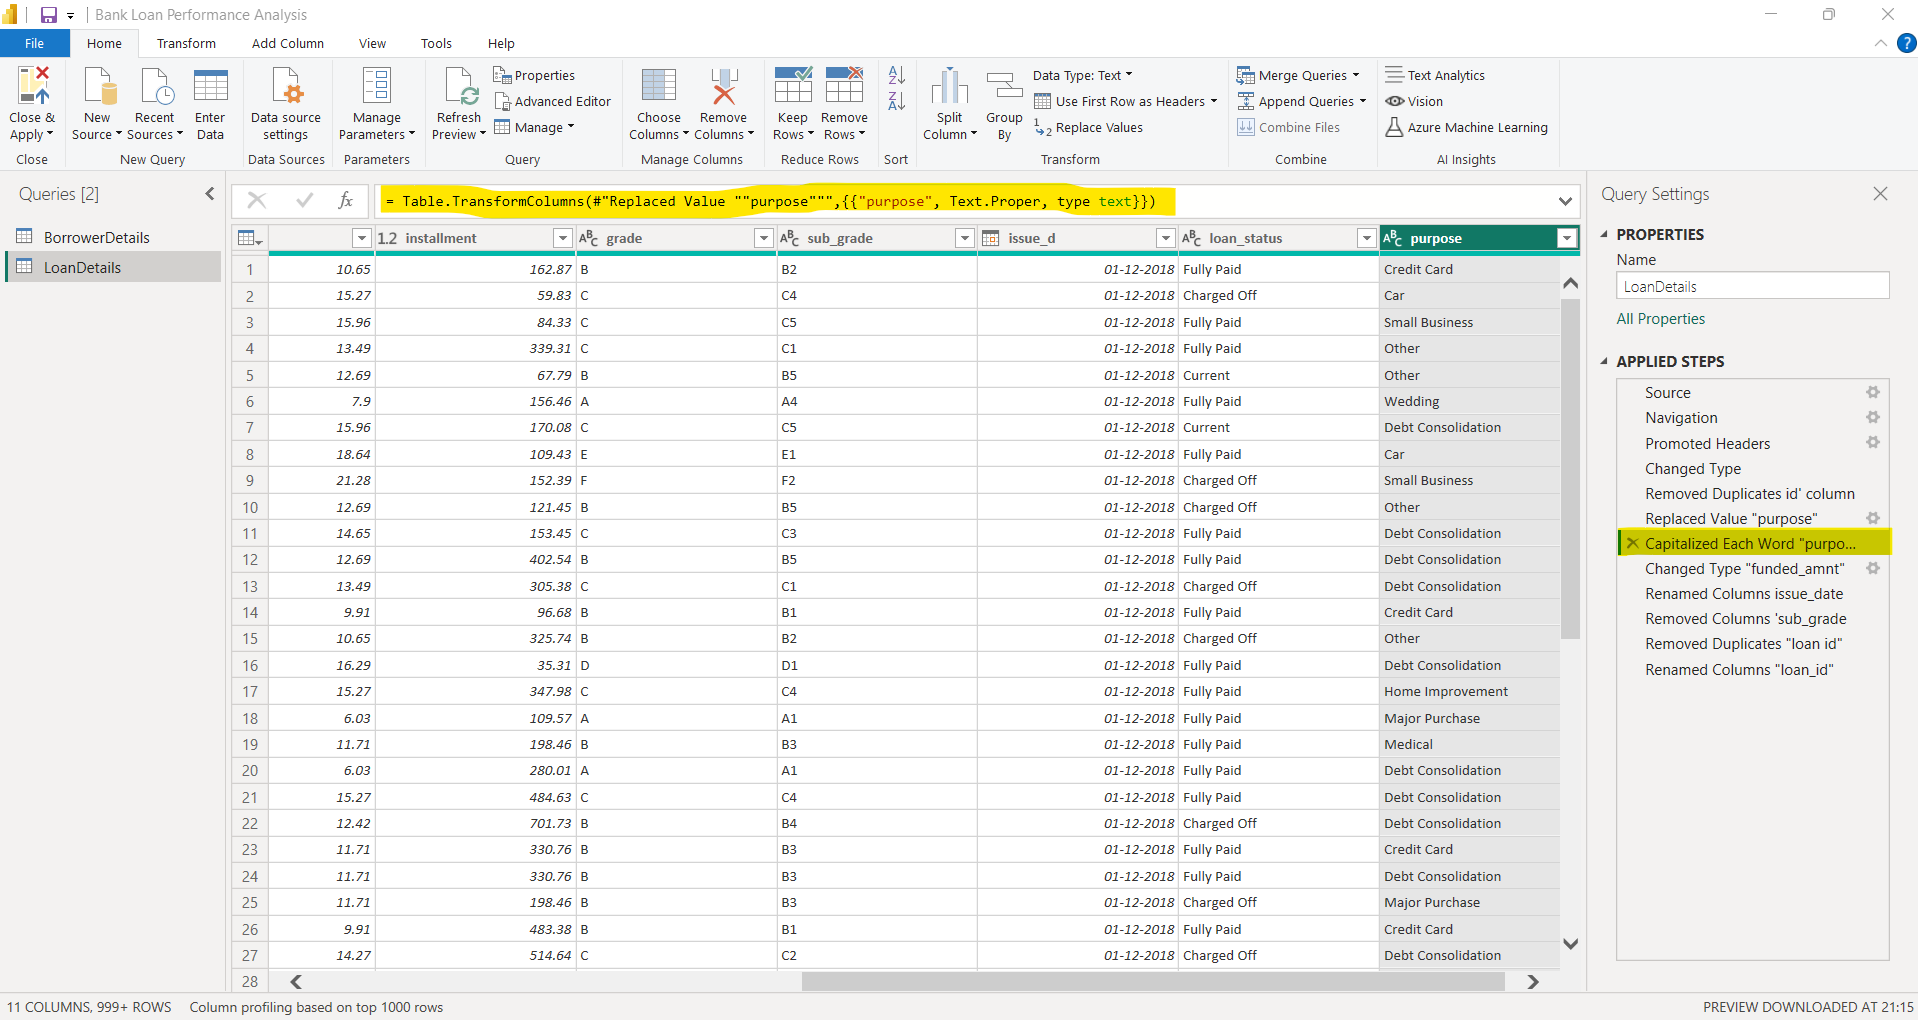 Bank Loan Performance Analysis
File Home Transform Add Column View Tools Help
Close & Apply
Close
New Source
Recent Sources
Enter Data
New Query
Data source settings
Data Sources
Manage Parameters
Parameters
Refresh Preview
Properties
Advanced Editor
Manage
Query
Choose Columns
Remove Columns
Manage Columns
Keep Rows
Remove Rows
Reduce Rows
A Z
Z A
Sort
Split Column
Group By
Data Type: Text
Use First Row as Headers
1 2 Replace Values
Transform
Merge Queries
Append Queries
Combine Files
Combine
Text Analytics
Vision
Azure Machine Learning
AI Insights
?
Queries [2]
BorrowerDetails
LoanDetails
fx
= Table.TransformColumns(#"Replaced Value ""purpose""",{{"purpose", Text.Proper, type text}})
1.2 installment ABC grade ABC sub_grade issue_d ABC loan_status ABC purpose
1 10.65 162.87 B B2 01-12-2018 Fully Paid Credit Card
2 15.27 59.83 C C4 01-12-2018 Charged Off Car
3 15.96 84.33 C C5 01-12-2018 Fully Paid Small Business
4 13.49 339.31 C C1 01-12-2018 Fully Paid Other
5 12.69 67.79 B B5 01-12-2018 Current Other
6 7.9 156.46 A A4 01-12-2018 Fully Paid Wedding
7 15.96 170.08 C C5 01-12-2018 Current Debt Consolidation
8 18.64 109.43 E E1 01-12-2018 Fully Paid Car
9 21.28 152.39 F F2 01-12-2018 Charged Off Small Business
10 12.69 121.45 B B5 01-12-2018 Charged Off Other
11 14.65 153.45 C C3 01-12-2018 Fully Paid Debt Consolidation
12 12.69 402.54 B B5 01-12-2018 Fully Paid Debt Consolidation
13 13.49 305.38 C C1 01-12-2018 Charged Off Debt Consolidation
14 9.91 96.68 B B1 01-12-2018 Fully Paid Credit Card
15 10.65 325.74 B B2 01-12-2018 Charged Off Other
16 16.29 35.31 D D1 01-12-2018 Fully Paid Debt Consolidation
17 15.27 347.98 C C4 01-12-2018 Fully Paid Home Improvement
18 6.03 109.57 A A1 01-12-2018 Fully Paid Major Purchase
19 11.71 198.46 B B3 01-12-2018 Fully Paid Medical
20 6.03 280.01 A A1 01-12-2018 Fully Paid Debt Consolidation
21 15.27 484.63 C C4 01-12-2018 Fully Paid Debt Consolidation
22 12.42 701.73 B B4 01-12-2018 Charged Off Debt Consolidation
23 11.71 330.76 B B3 01-12-2018 Fully Paid Credit Card
24 11.71 330.76 B B3 01-12-2018 Fully Paid Debt Consolidation
25 11.71 198.46 B B3 01-12-2018 Charged Off Major Purchase
26 9.91 483.38 B B1 01-12-2018 Fully Paid Credit Card
27 14.27 514.64 C C2 01-12-2018 Charged Off Debt Consolidation
28
Query Settings
PROPERTIES
Name
LoanDetails
All Properties
APPLIED STEPS
Source
Navigation
Promoted Headers
Changed Type
Removed Duplicates id' column
Replaced Value "purpose"
Capitalized Each Word "purpo...
Changed Type "funded_amnt"
Renamed Columns issue_date
Removed Columns 'sub_grade
Removed Duplicates "loan id"
Renamed Columns "loan_id"
11 COLUMNS, 999+ ROWS Column profiling based on top 1000 rows
PREVIEW DOWNLOADED AT 21:15